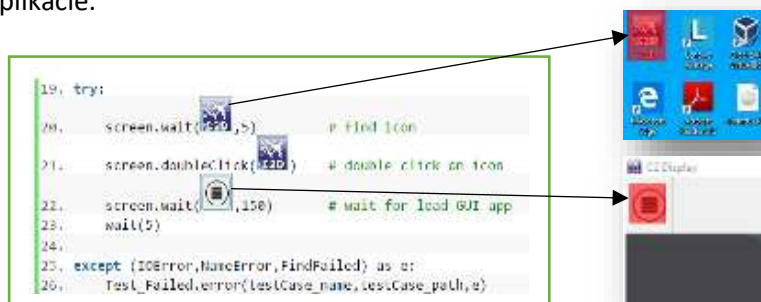 plikácie.
19. try:
20. screen.wait( ,5) # find icon
21. screen.doubleClick( ) # double click on icon
22. screen.wait( ,150) # wait for load GUI app
23. wait(5)
24.
25. except (IOError,NameError,FindFailed) as e:
26. Test_Failed.error(testCase_name,testCase_path,e)
Display